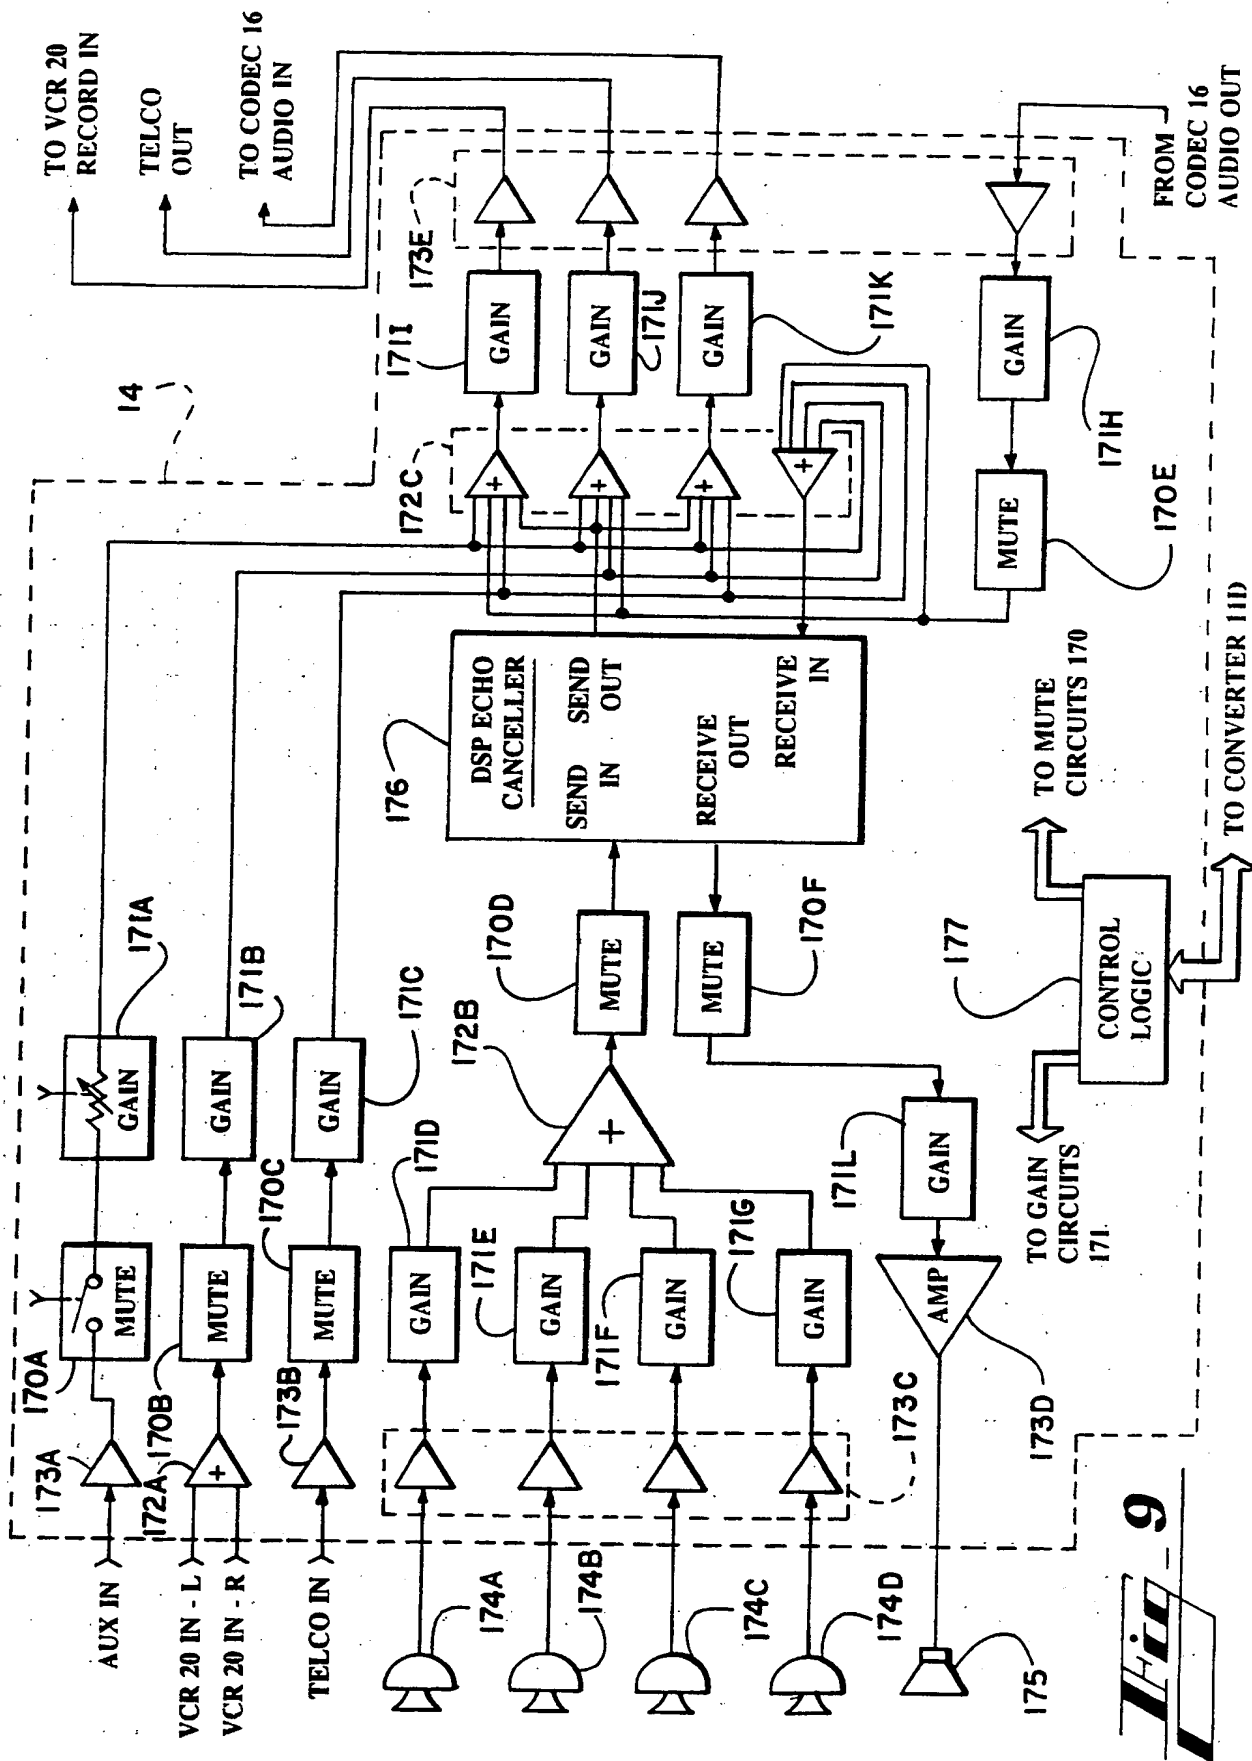 TO VCR 20
RECORD IN
TELCO
OUT
TO CODEC 16
AUDIO IN
14
173E
171I
GAIN
171J
GAIN
171K
GAIN
172C
+
+
+
+
FROM
CODEC 16
AUDIO OUT
GAIN
171H
MUTE
170E
AUX IN
173A
170A
MUTE
171A
GAIN
VCR 20 IN - L
VCR 20 IN - R
172A
+
170B
MUTE
171B
GAIN
TELCO IN
173B
170C
MUTE
171C
GAIN
176
DSP ECHO
CANCELLER
SEND
IN
SEND
OUT
RECEIVE
OUT
RECEIVE
IN
174A
174B
174C
174D
173C
171D
GAIN
171E
GAIN
171F
GAIN
171G
GAIN
172B
+
170D
MUTE
170F
MUTE
171L
GAIN
AMP
173D
175
177
CONTROL
LOGIC
TO GAIN
CIRCUITS
171
TO MUTE
CIRCUITS 170
TO CONVERTER 11D
Fig 9